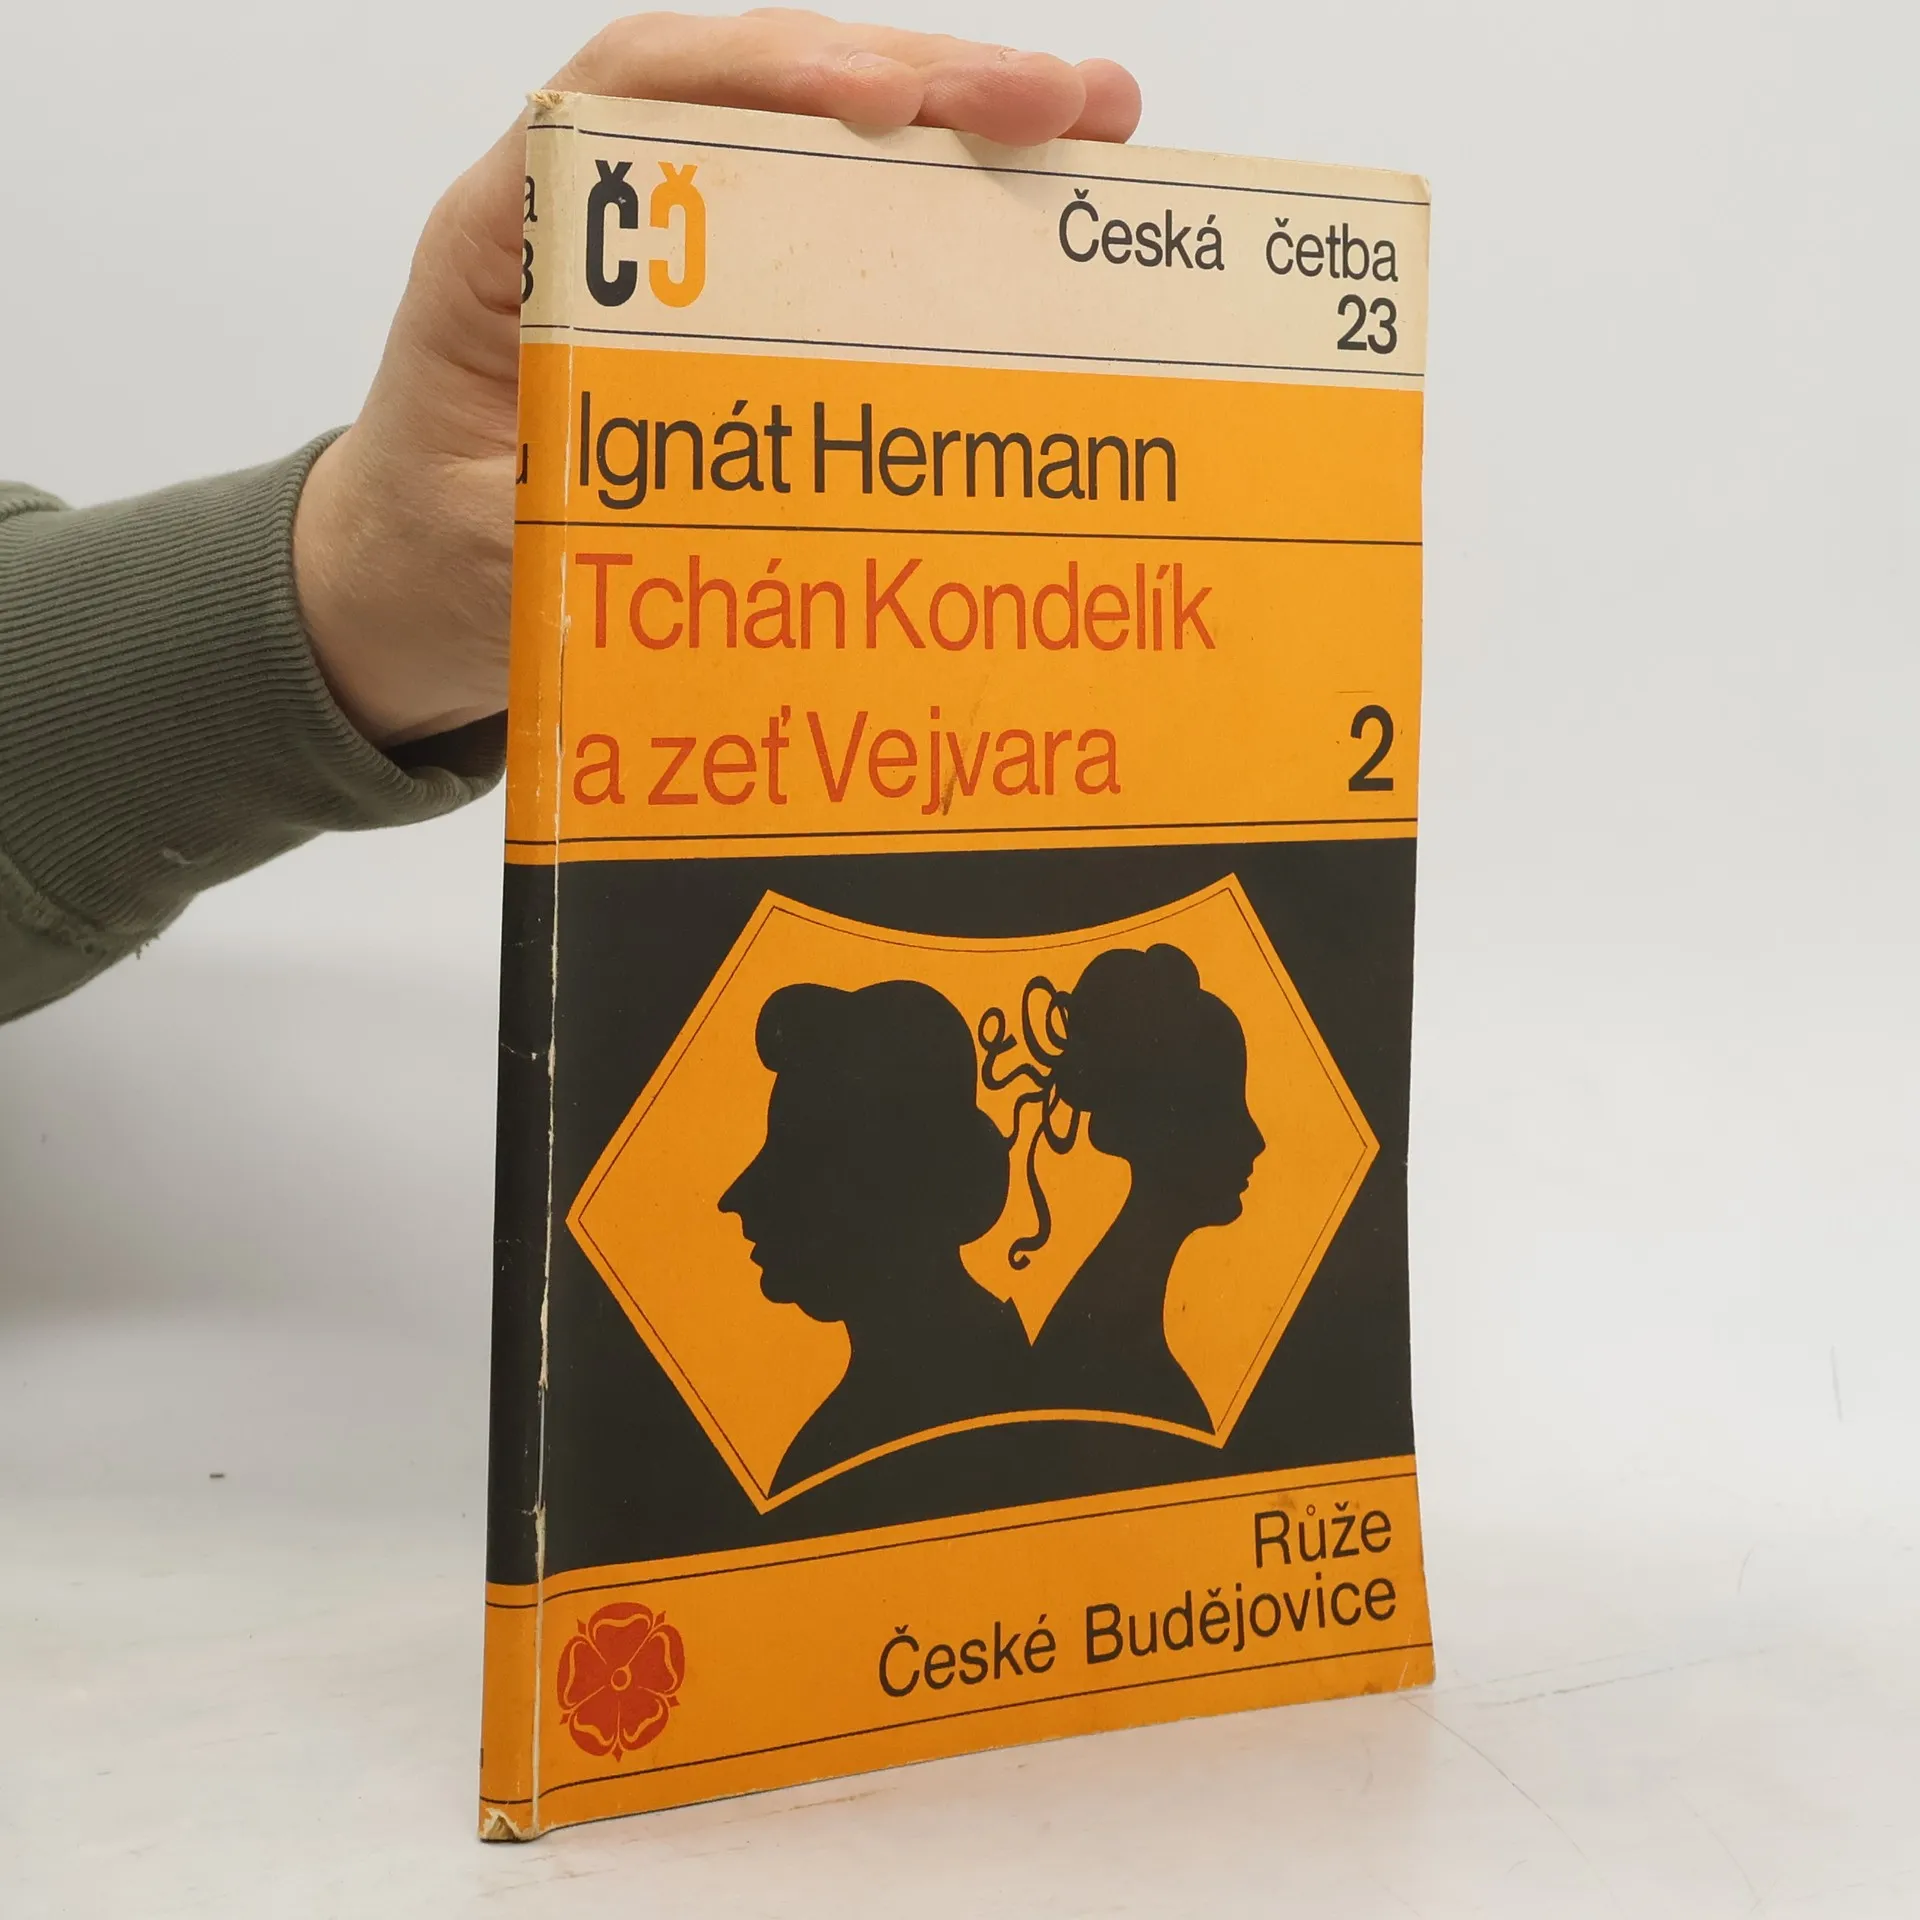 ČČ
Česká četba
23
Ignát Hermann
Tchán Kondelík
a zeť Vejvara 2
Růže
České Budějovice